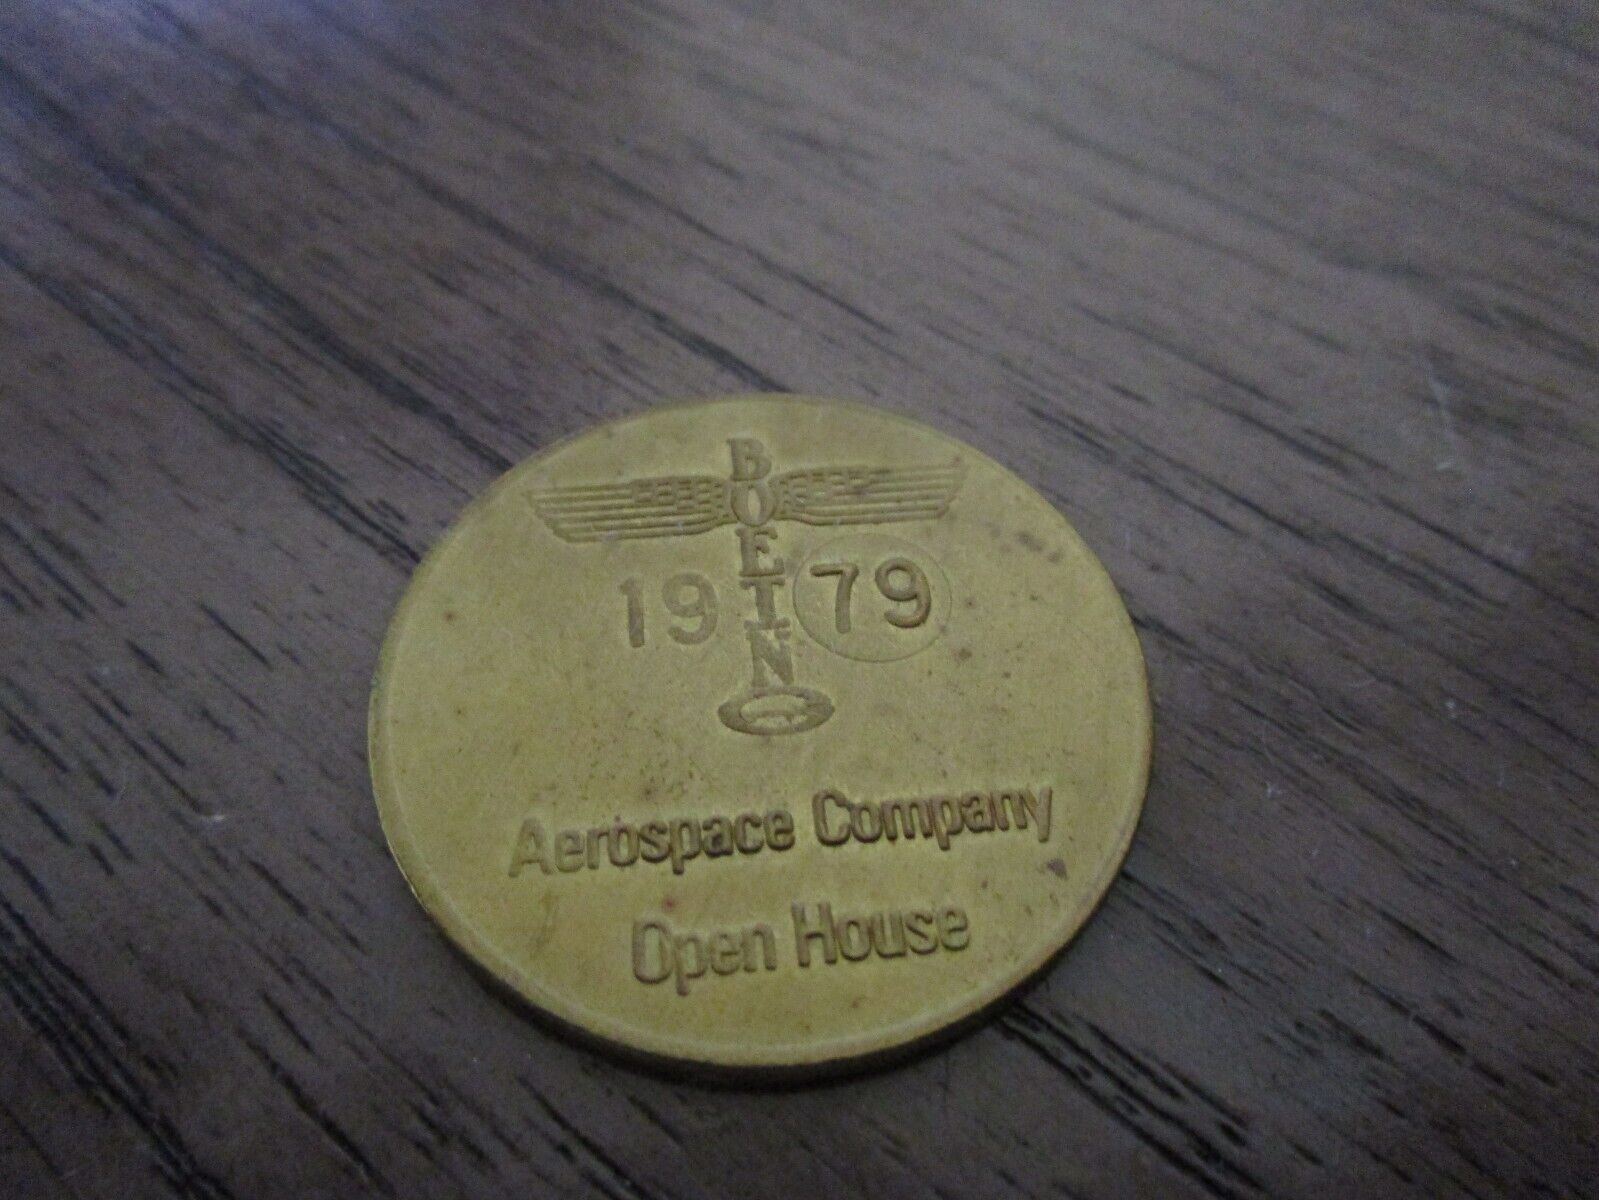 BOEING
1979
Aerospace Company
Open House